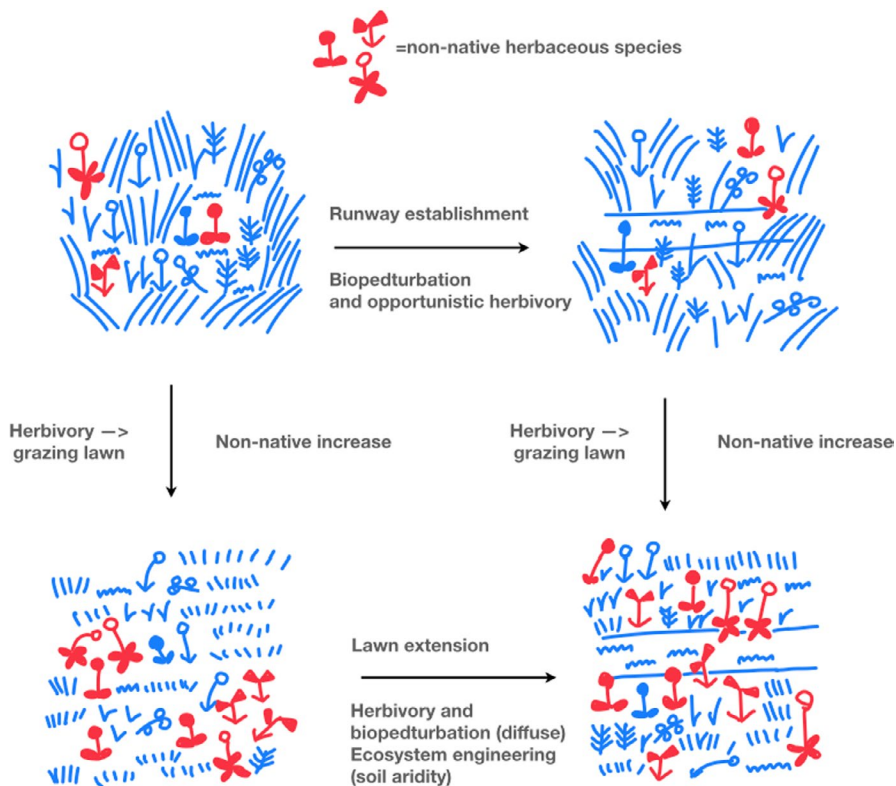 =non-native herbaceous species
Runway establishment
Biopedturbation
and opportunistic herbivory
Herbivory —>
grazing lawn
Non-native increase
Herbivory —>
grazing lawn
Non-native increase
Lawn extension
Herbivory and
biopedturbation (diffuse)
Ecosystem engineering
(soil aridity)